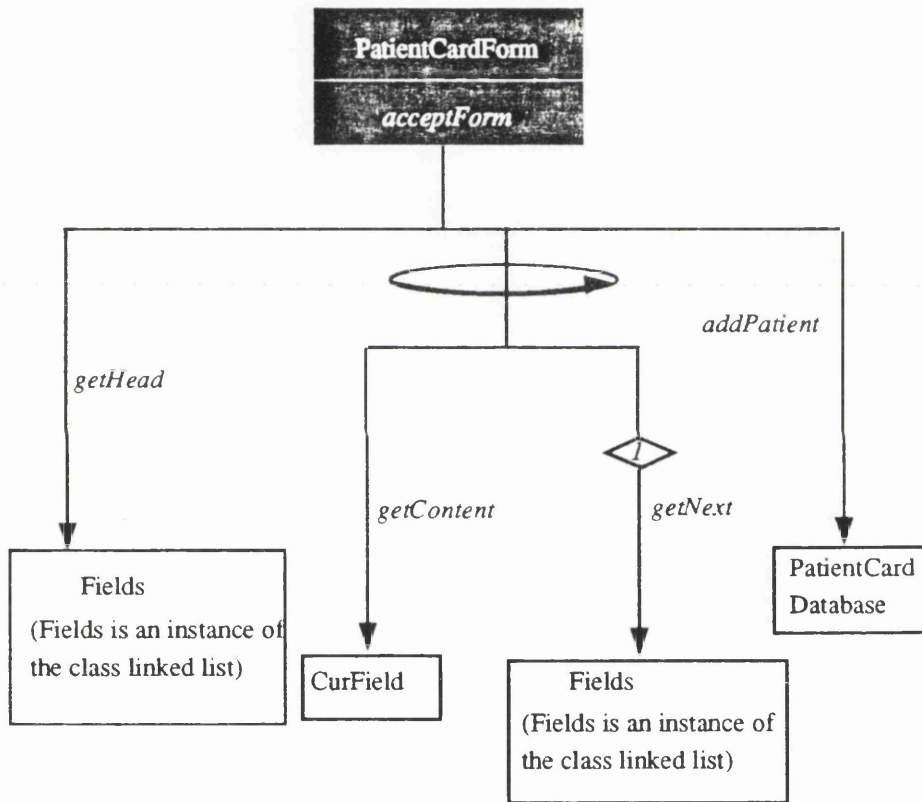 PatientCardForm
acceptForm
addPatient
getHead
1
getContent
getNext
Fields
(Fields is an instance of
the class linked list)
CurField
Fields
(Fields is an instance of
the class linked list)
PatientCard
Database